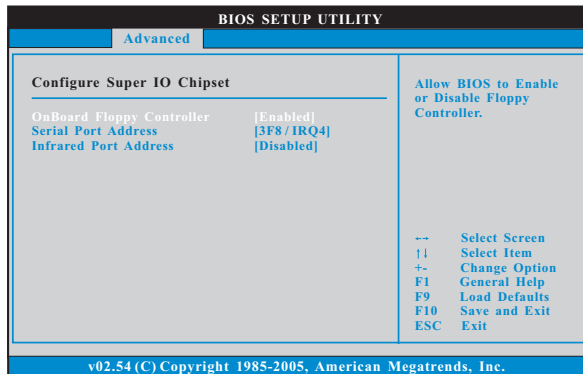 BIOS SETUP UTILITY
Advanced
Configure Super IO Chipset
OnBoard Floppy Controller [Enabled]
Serial Port Address [3F8 / IRQ4]
Infrared Port Address [Disabled]
Allow BIOS to Enable
or Disable Floppy
Controller.
←→ Select Screen
↑↓ Select Item
+- Change Option
F1 General Help
F9 Load Defaults
F10 Save and Exit
ESC Exit
v02.54 (C) Copyright 1985-2005, American Megatrends, Inc.